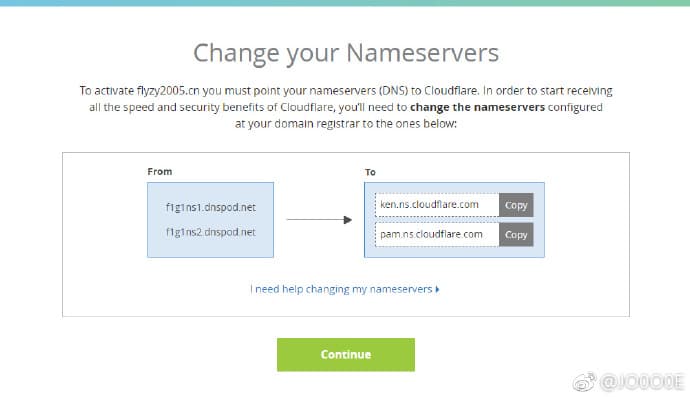 Change your Nameservers
To activate flyzy2005.cn you must point your nameservers (DNS) to Cloudflare. In order to start receiving
all the speed and security benefits of Cloudflare, you'll need to change the nameservers configured
at your domain registrar to the ones below:
From
f1g1ns1.dnspod.net
f1g1ns2.dnspod.net
To
ken.ns.cloudflare.com Copy
pam.ns.cloudflare.com Copy
I need help changing my nameservers
Continue
@JO0O0E